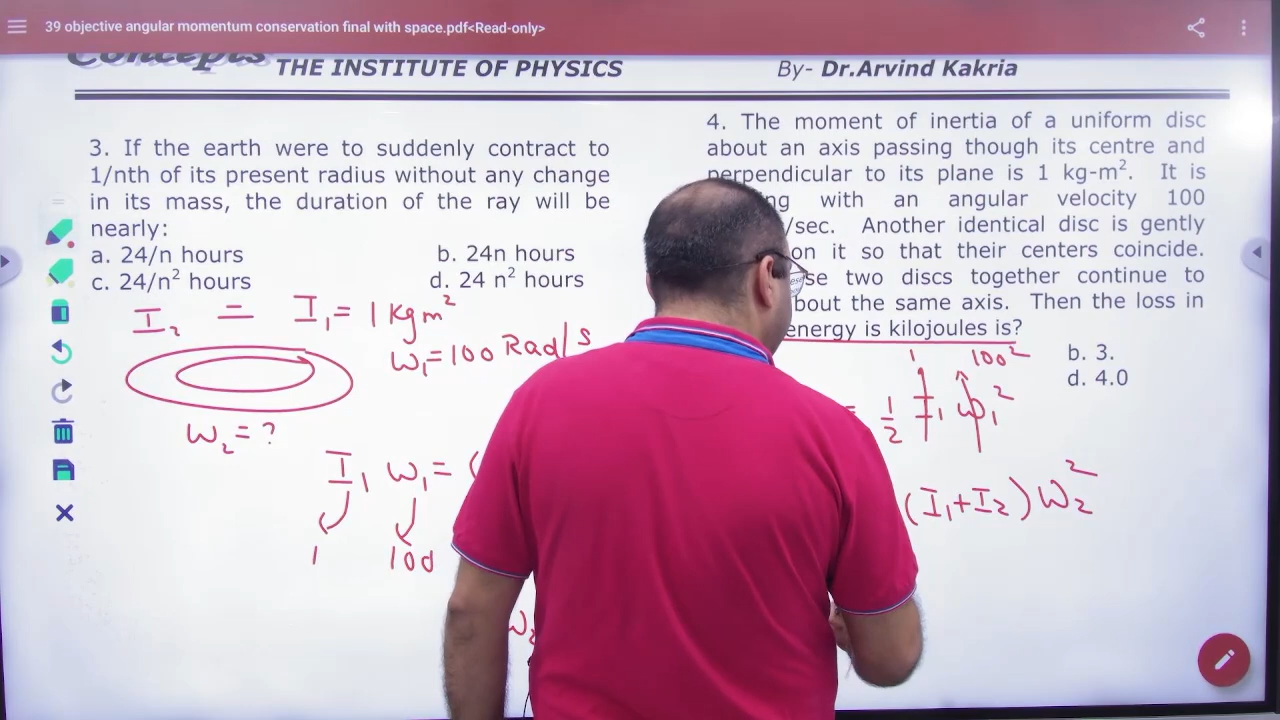 39 objective angular momentum conservation final with space.pdf<Read-only>
Concepts THE INSTITUTE OF PHYSICS By- Dr.Arvind Kakria
3. If the earth were to suddenly contract to
1/nth of its present radius without any change
in its mass, the duration of the ray will be
nearly:
a. 24/n hours b. 24n hours
c. 24/n² hours d. 24 n² hours
I₂ = I₁ = 1 kg m²
ω₁ = 100 Rad/s
ω₂ = ?
I₁ ω₁ = (
1 100
ω₂
4. The moment of inertia of a uniform disc
about an axis passing though its centre and
perpendicular to its plane is 1 kg-m². It is
with an angular velocity 100
/sec. Another identical disc is gently
on it so that their centers coincide.
two discs together continue to
about the same axis. Then the loss in
energy is kilojoules is?
b. 3.
d. 4.0
1 100²
= 1/2 I₁ ω₁²
(I₁+I₂) ω₂²